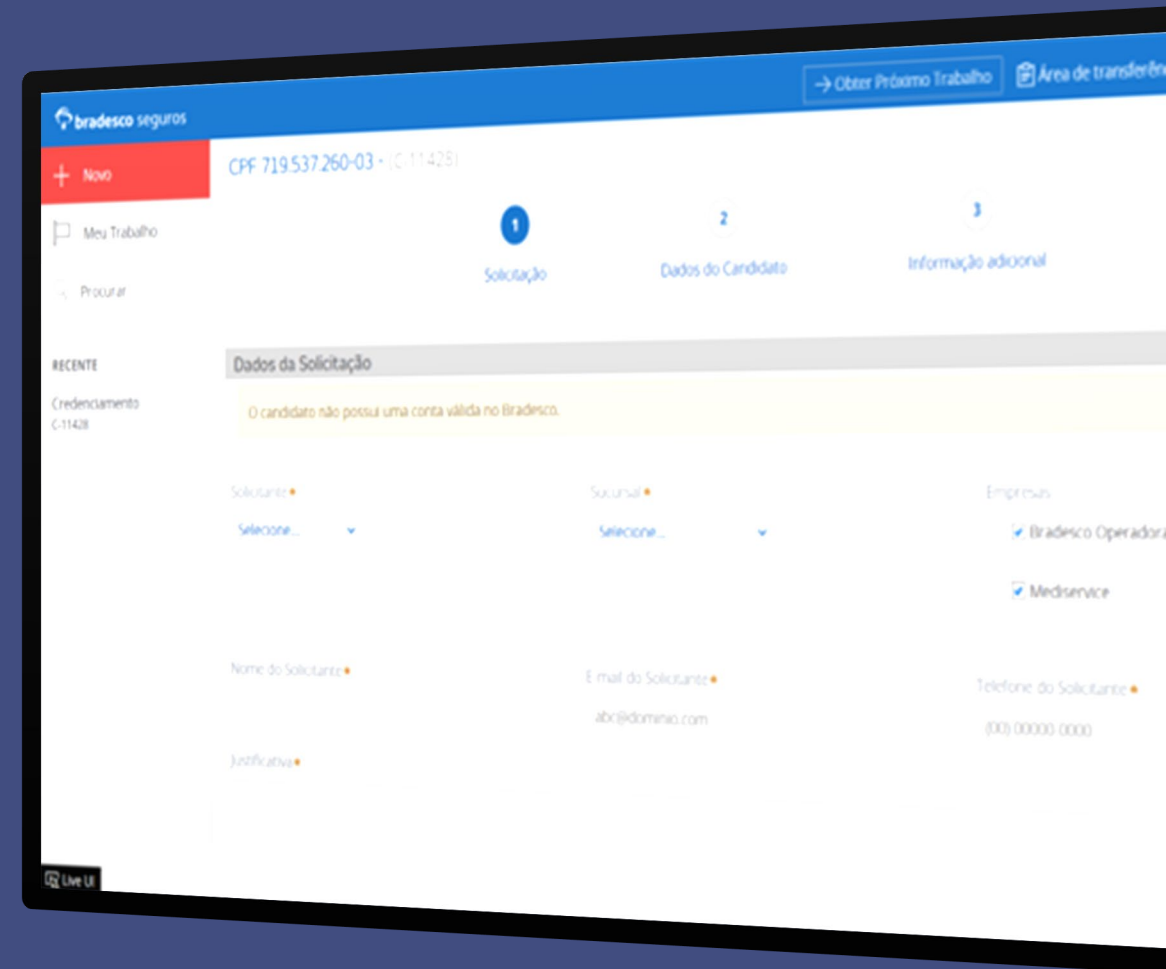 bradesco seguros
Obter Próximo Trabalho
Área de transferênc
Novo
Meu Trabalho
Procurar
RECENTE
Credenciamento
C-11428
CPF 719.537.260-03 - (C-11428)
1
Solicitação
2
Dados do Candidato
3
Informação adicional
Dados da Solicitação
O candidato não possui uma conta válida no Bradesco.
Solicitante
Selecione...
Sucursal
Selecione...
Empresas
Bradesco Operadora
Mediservice
Nome do Solicitante
E-mail do Solicitante
abc@dominio.com
Telefone do Solicitante
(00) 00000-0000
Justificativa
Live UI